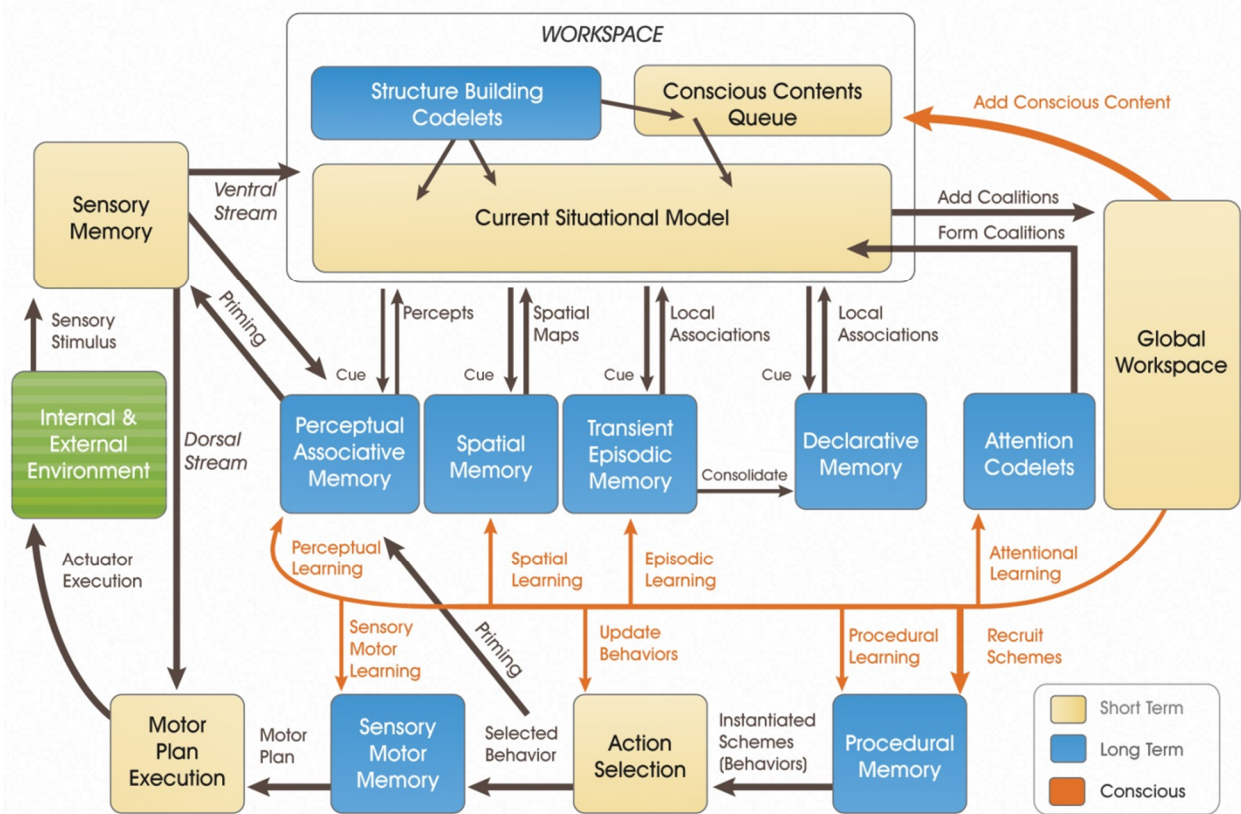 WORKSPACE
Structure Building
Codelets
Conscious Contents
Queue
Add Conscious Content
Sensory
Memory
Ventral
Stream
Current Situational Model
Add Coalitions
Form Coalitions
Global
Workspace
Priming
Sensory
Stimulus
Percepts
Spatial
Maps
Local
Associations
Local
Associations
Cue
Cue
Cue
Cue
Internal &
External
Environment
Dorsal
Stream
Perceptual
Associative
Memory
Spatial
Memory
Transient
Episodic
Memory
Consolidate
Declarative
Memory
Attention
Codelets
Actuator
Execution
Perceptual
Learning
Spatial
Learning
Episodic
Learning
Attentional
Learning
Sensory
Motor
Learning
Priming
Update
Behaviors
Procedural
Learning
Recruit
Schemes
Motor
Plan
Execution
Motor
Plan
Sensory
Motor
Memory
Selected
Behavior
Action
Selection
Instantiated
Schemes
(Behaviors)
Procedural
Memory
Short Term
Long Term
Conscious